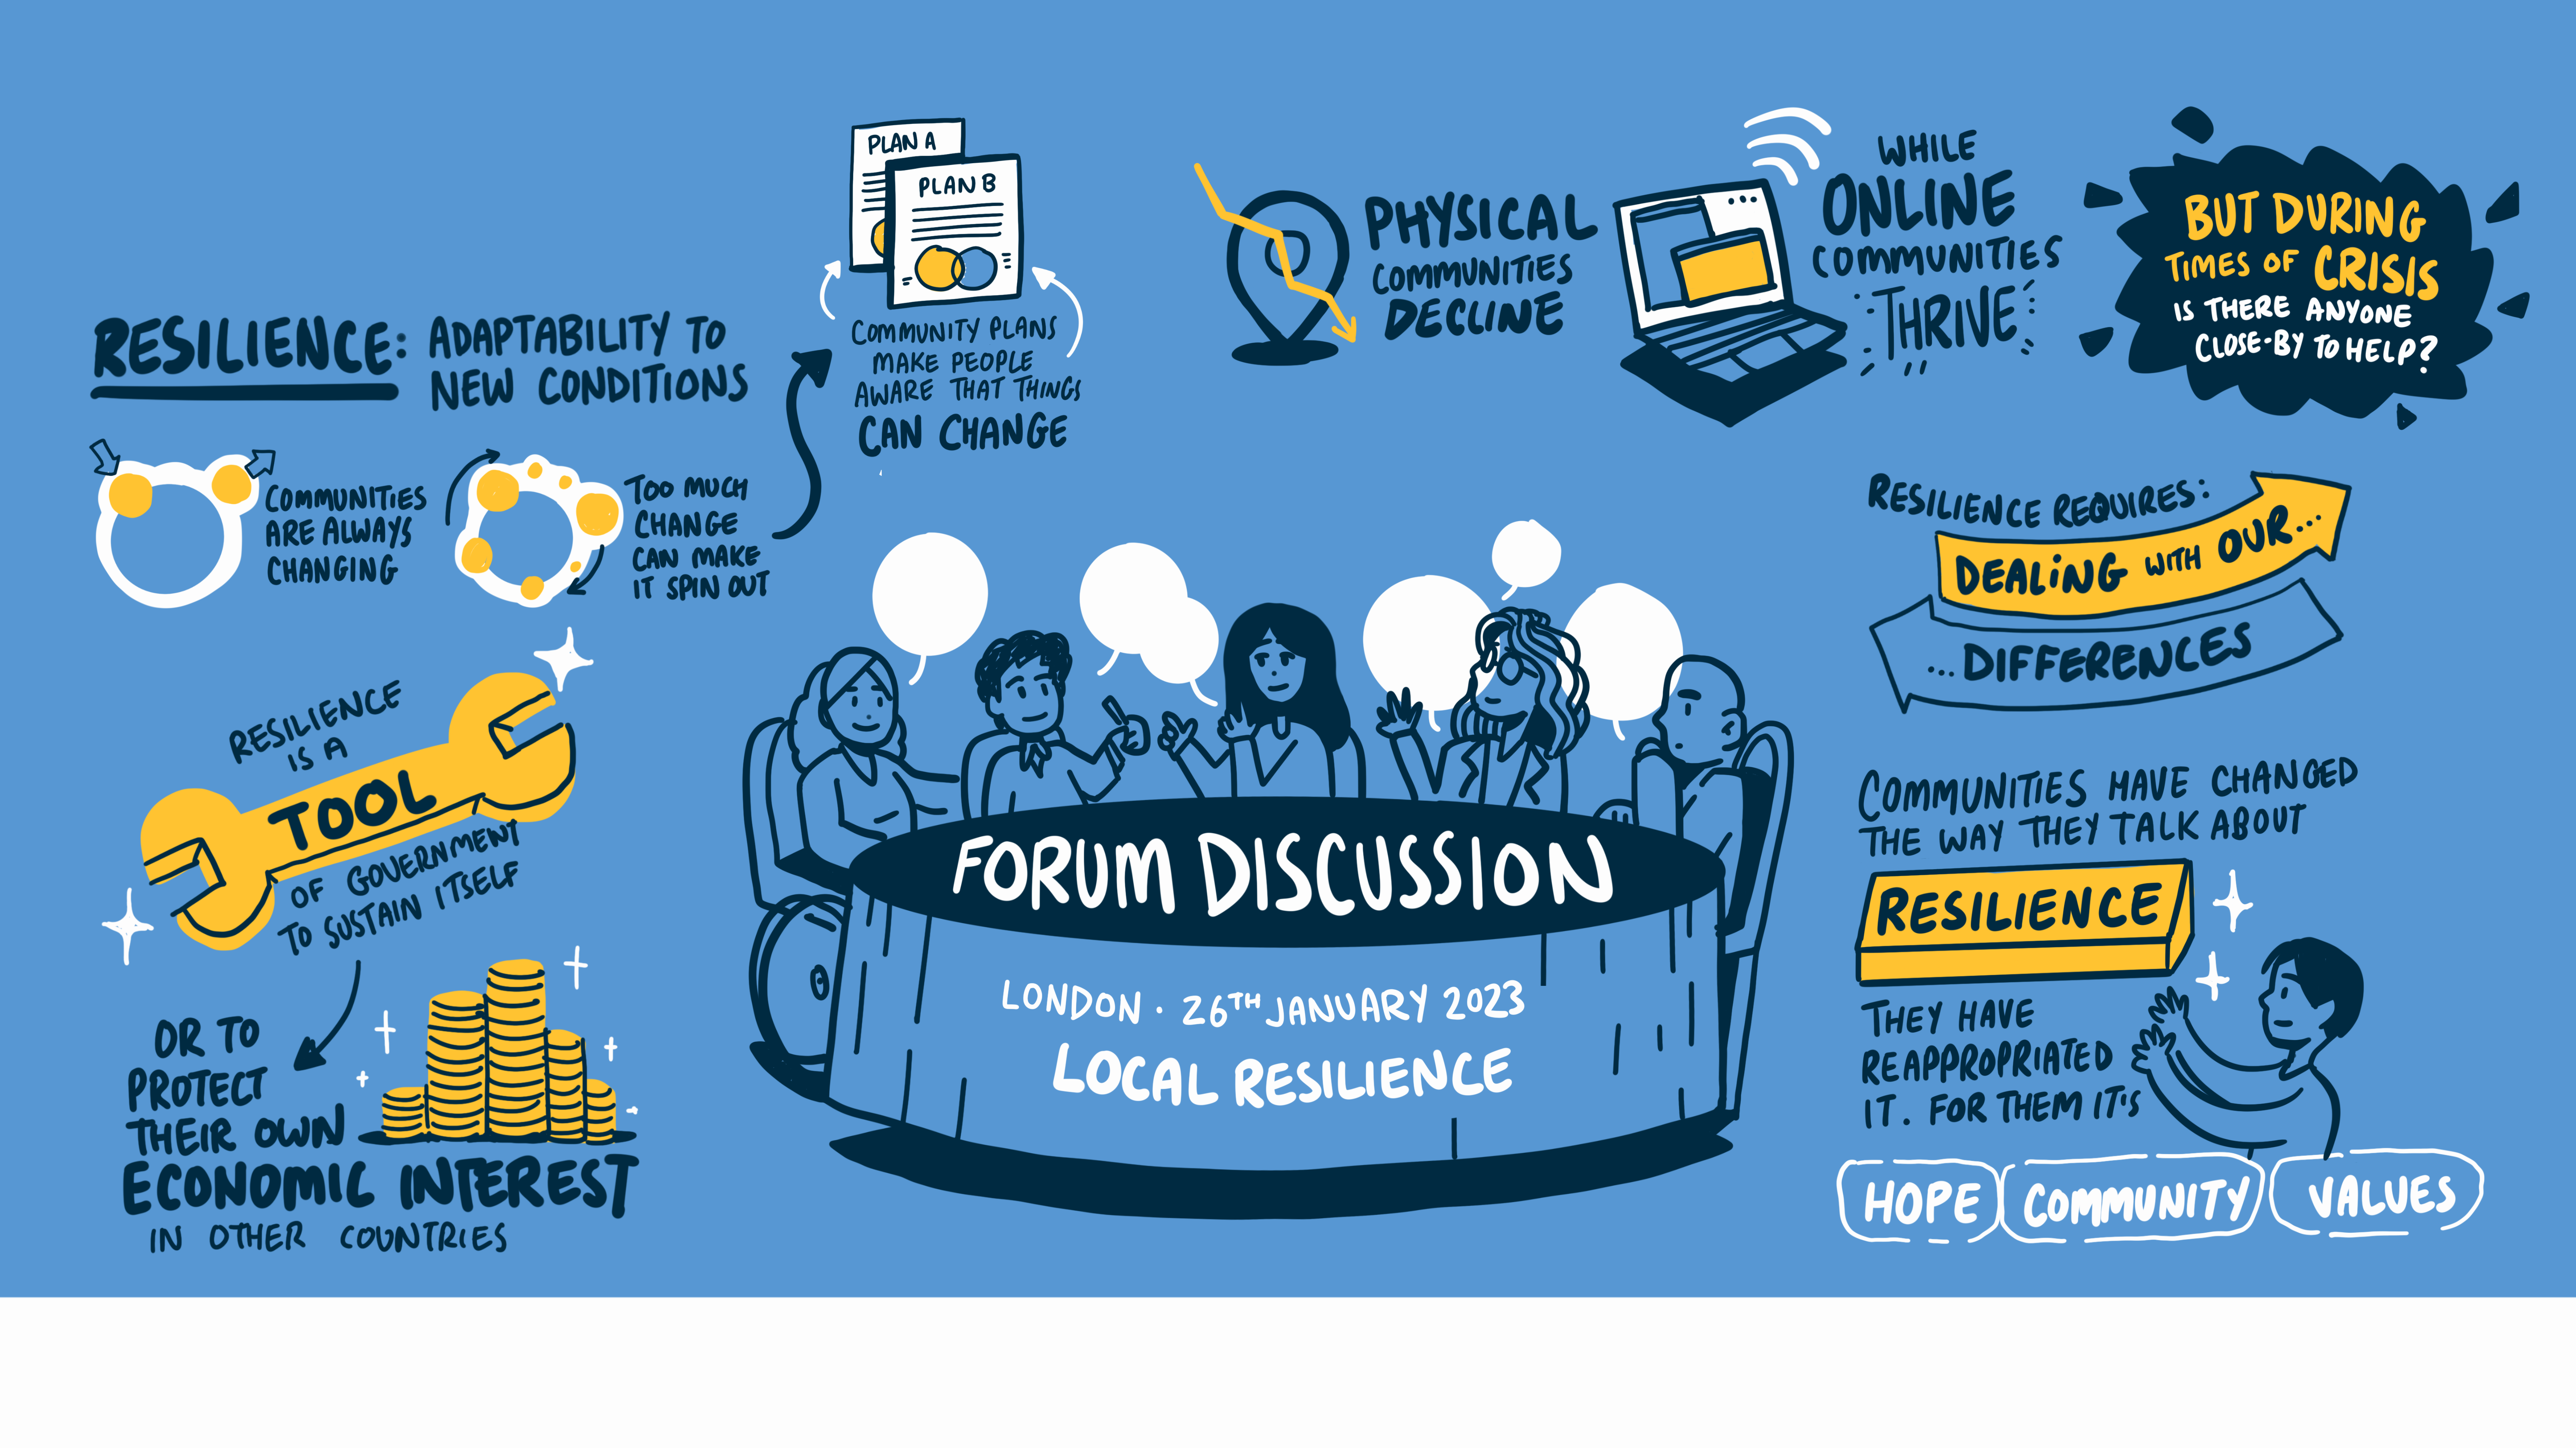 RESILIENCE: ADAPTABILITY TO
NEW CONDITIONS
COMMUNITIES
ARE ALWAYS
CHANGING
TOO MUCH
CHANGE
CAN MAKE
IT SPIN OUT
PLAN A
PLAN B
COMMUNITY PLANS
MAKE PEOPLE
AWARE THAT THINGS
CAN CHANGE
PHYSICAL
COMMUNITIES
DECLINE
WHILE
ONLINE
COMMUNITIES
THRIVE
BUT DURING
TIMES OF CRISIS
IS THERE ANYONE
CLOSE-BY TO HELP?
RESILIENCE
IS A
TOOL
OF GOVERNMENT
TO SUSTAIN ITSELF
OR TO
PROTECT
THEIR OWN
ECONOMIC INTEREST
IN OTHER COUNTRIES
FORUM DISCUSSION
LONDON · 26TH JANUARY 2023
LOCAL RESILIENCE
RESILIENCE REQUIRES:
DEALING WITH OUR...
...DIFFERENCES
COMMUNITIES HAVE CHANGED
THE WAY THEY TALK ABOUT
RESILIENCE
THEY HAVE
REAPPROPRIATED
IT. FOR THEM IT'S
HOPE COMMUNITY VALUES